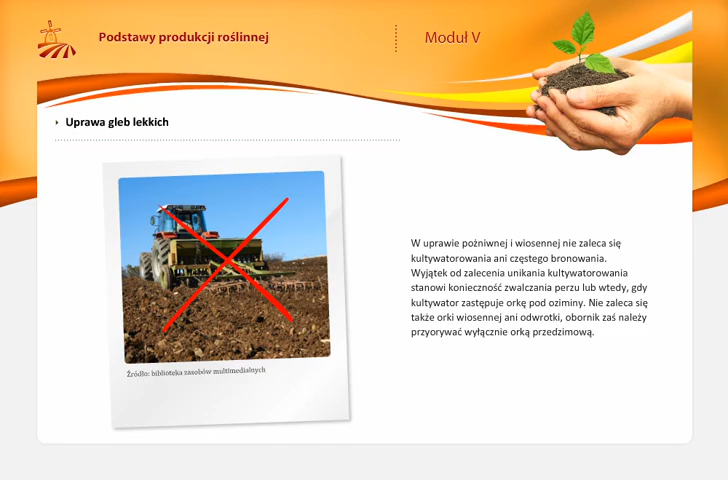 Podstawy produkcji roślinnej
Moduł V
Uprawa gleb lekkich
W uprawie pożniwnej i wiosennej nie zaleca się
kultywatorowania ani częstego bronowania.
Wyjątek od zalecenia unikania kultywatorowania
stanowi konieczność zwalczania perzu lub wtedy, gdy
kultywator zastępuje orkę pod oziminy. Nie zaleca się
także orki wiosennej ani odwrotki, obornik zaś należy
przyorywać wyłącznie orką przedzimową.
Źródło: biblioteka zasobów multimedialnych